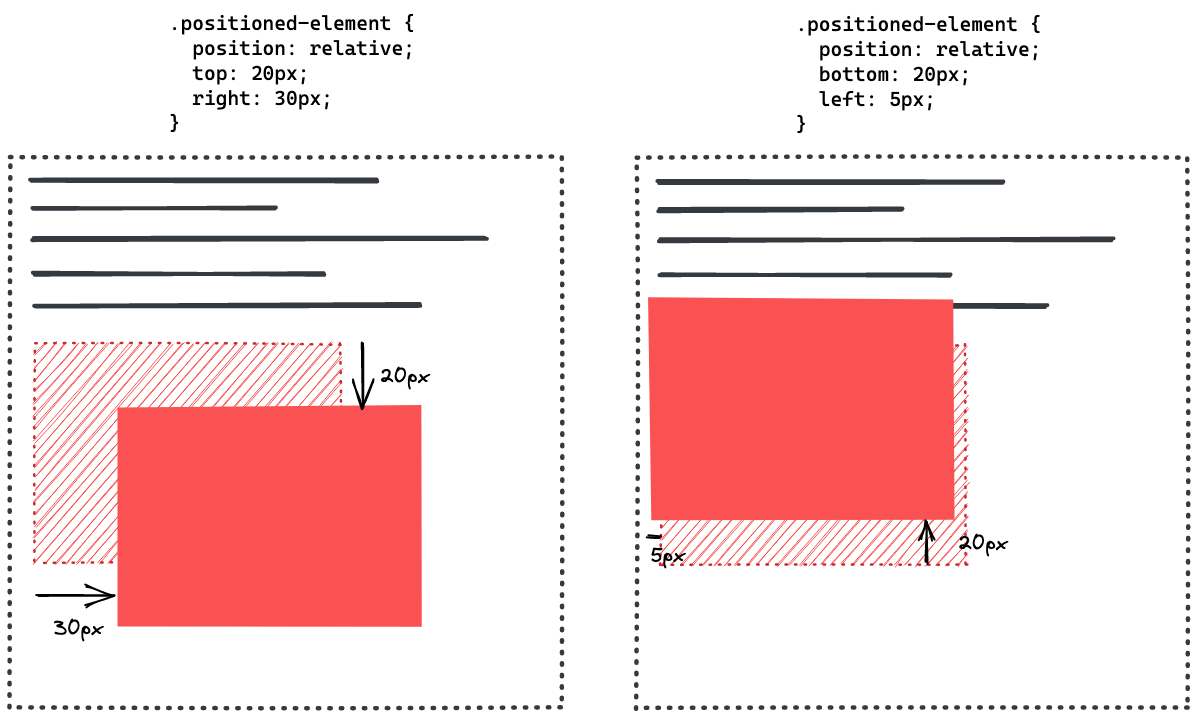 .positioned-element {
  position: relative;
  top: 20px;
  right: 30px;
}
20px
30px
.positioned-element {
  position: relative;
  bottom: 20px;
  left: 5px;
}
5px
20px